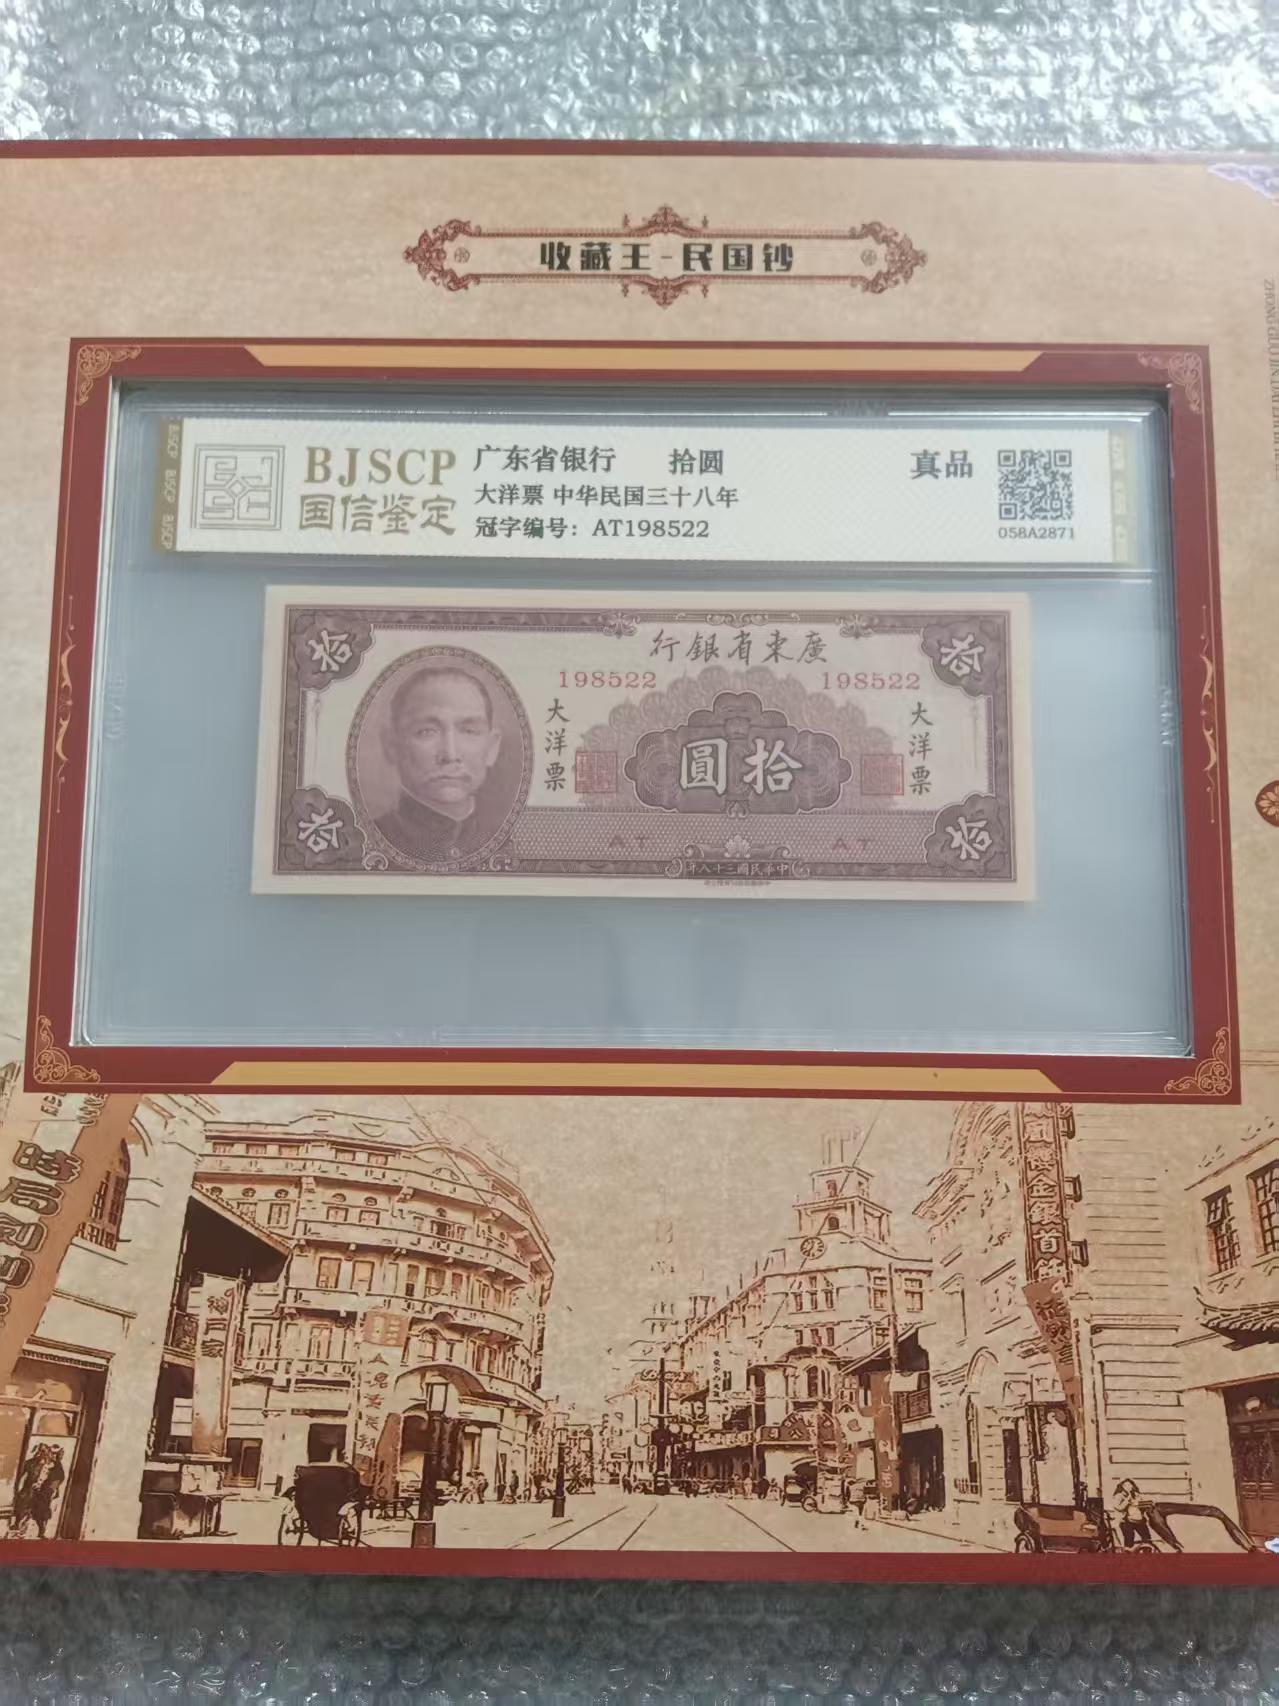 收藏王-民国钞
BJSCP
国信鉴定
广东省银行 拾圆
大洋票 中华民国三十八年
冠字编号: AT198522
真品
058A2871
拾
拾
行銀省東廣
198522
198522
大洋票
圓拾
大洋票
AT
AT
拾
拾
年八十三國民華中